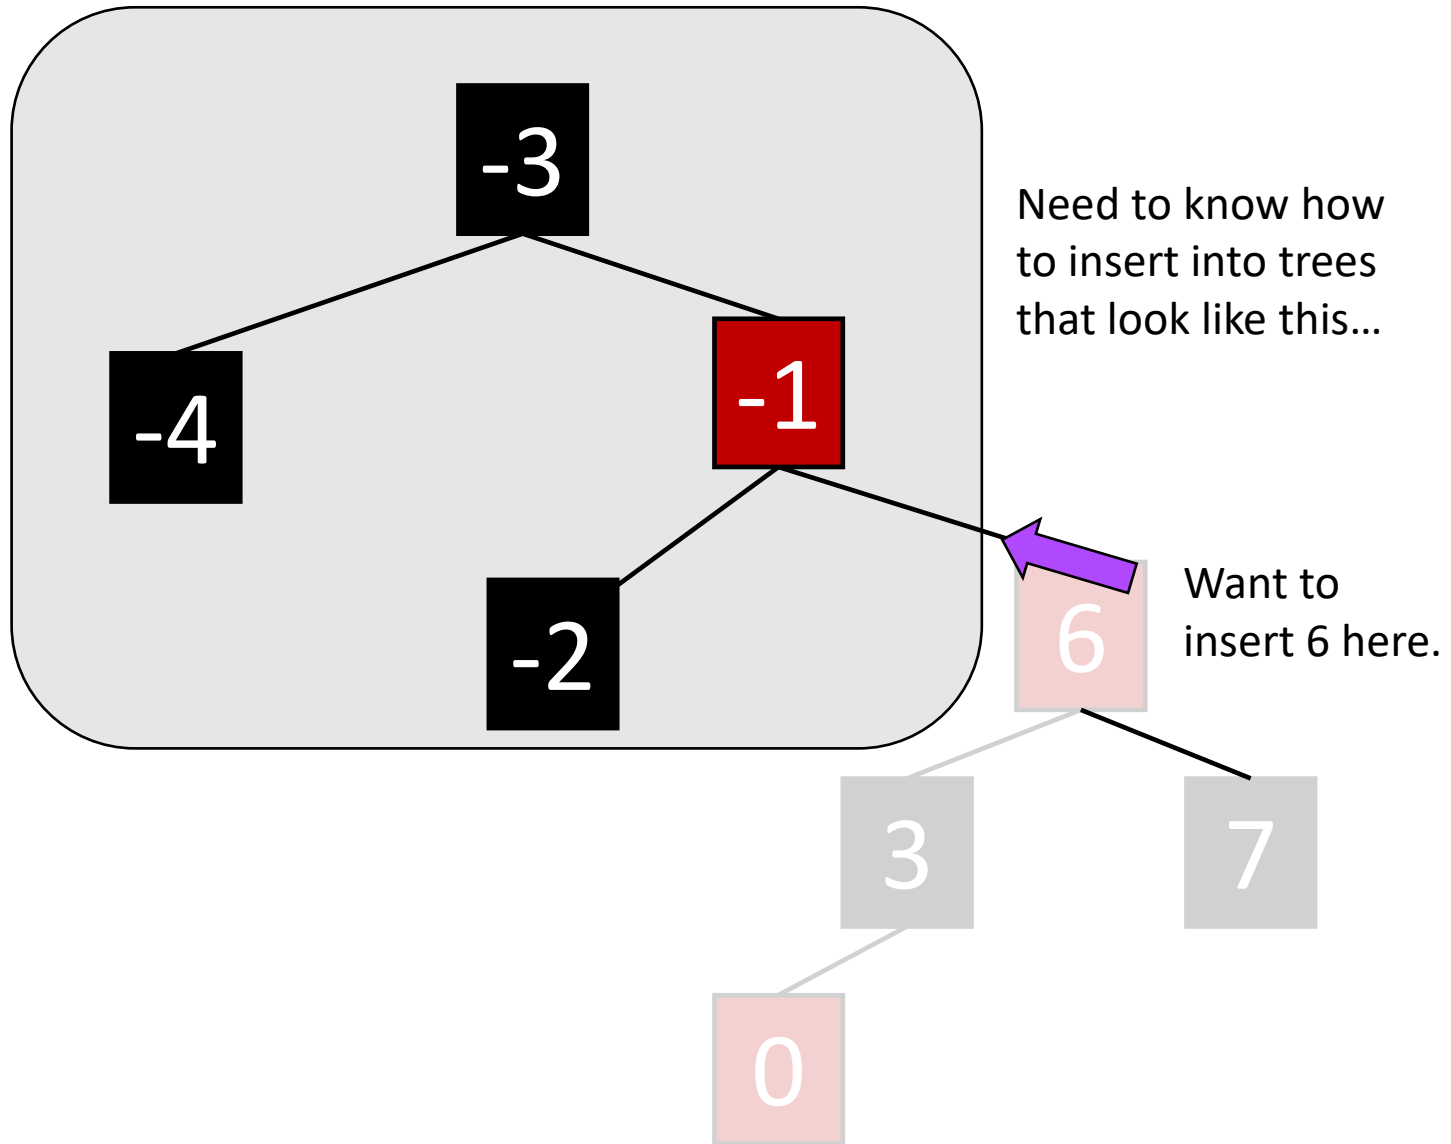 -3
Need to know how
to insert into trees
that look like this…
-4
-1
Want to
insert 6 here.
6
-2
3
7
0